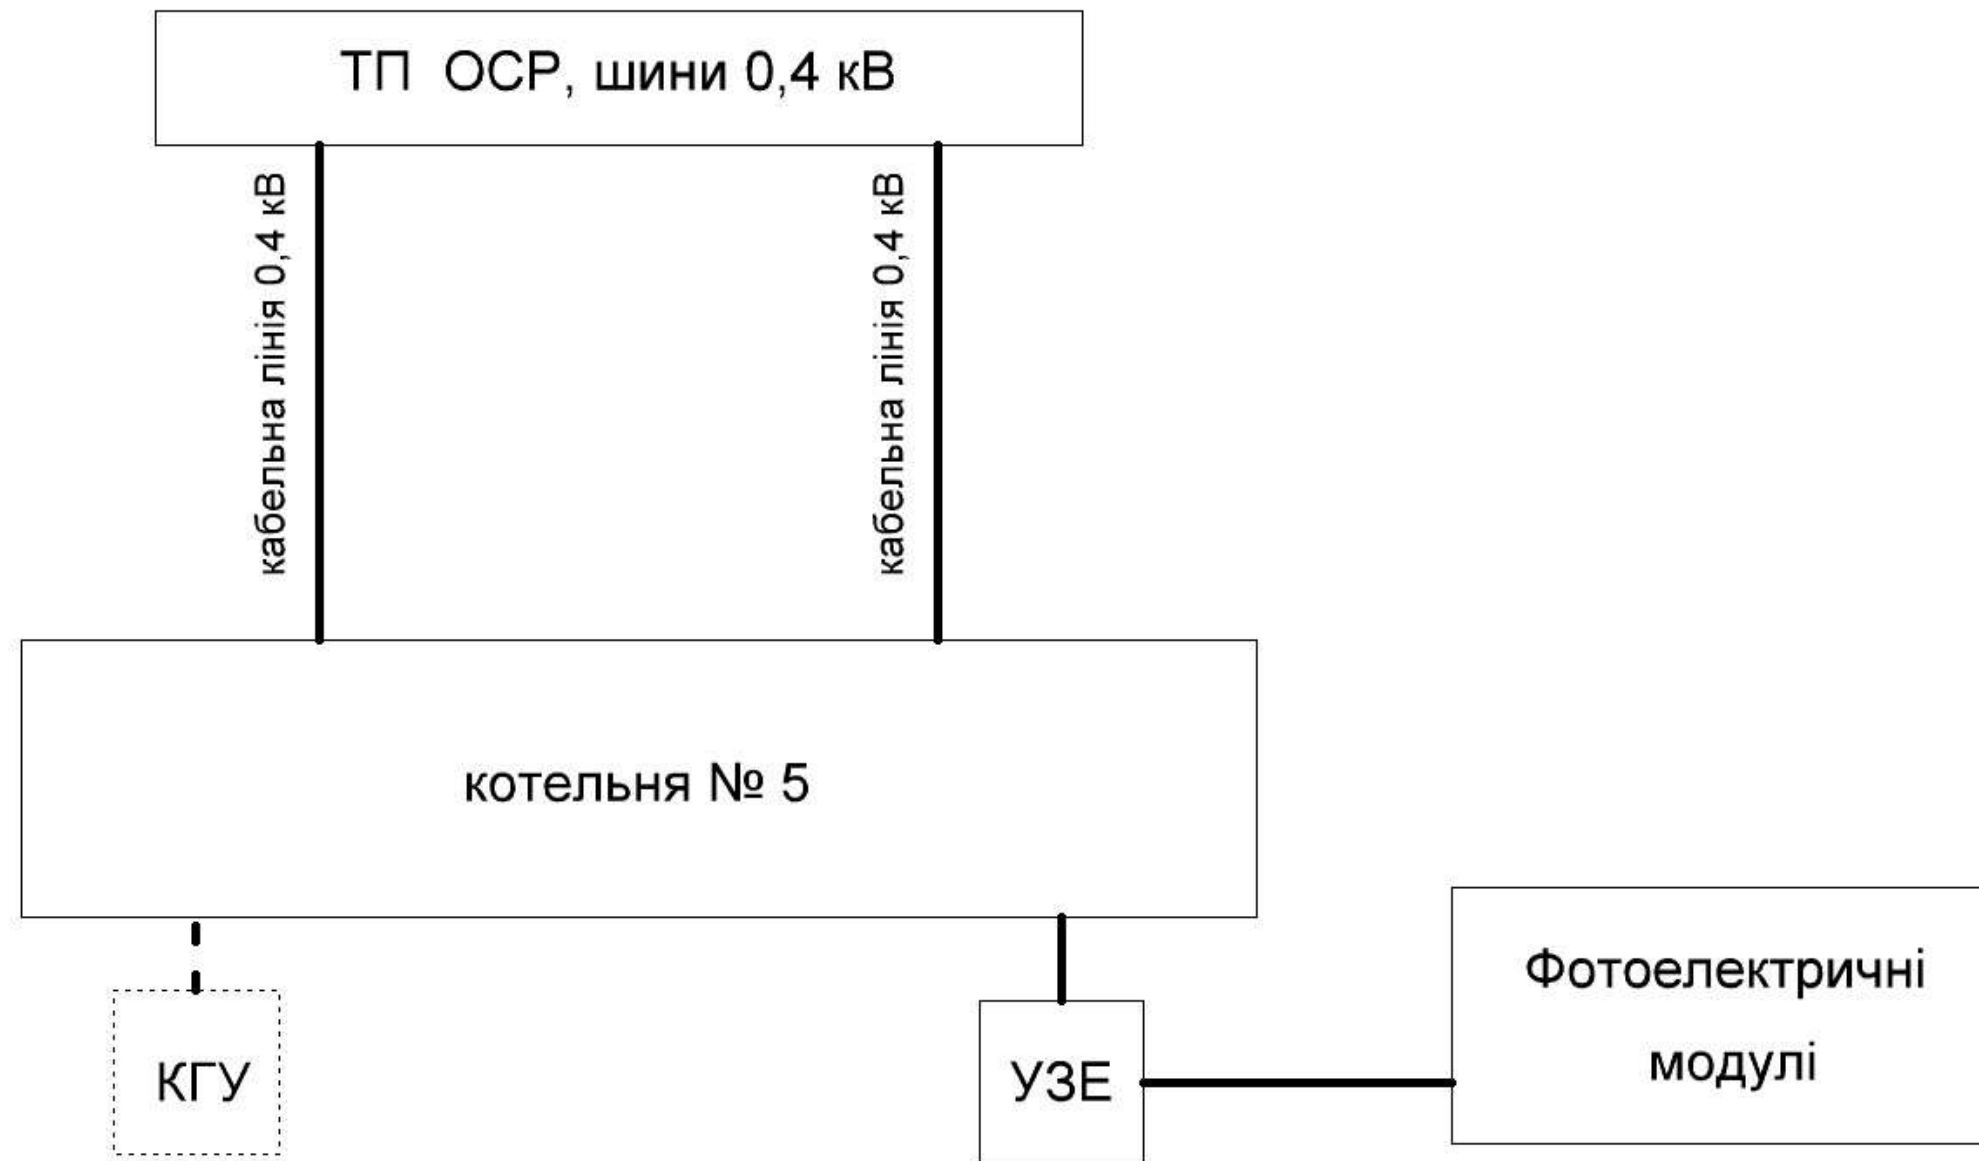 ТП ОСР, шини 0,4 кВ
кабельна лінія 0,4 кВ
кабельна лінія 0,4 кВ
котельня № 5
КГУ
УЗЕ
Фотоелектричні
модулі